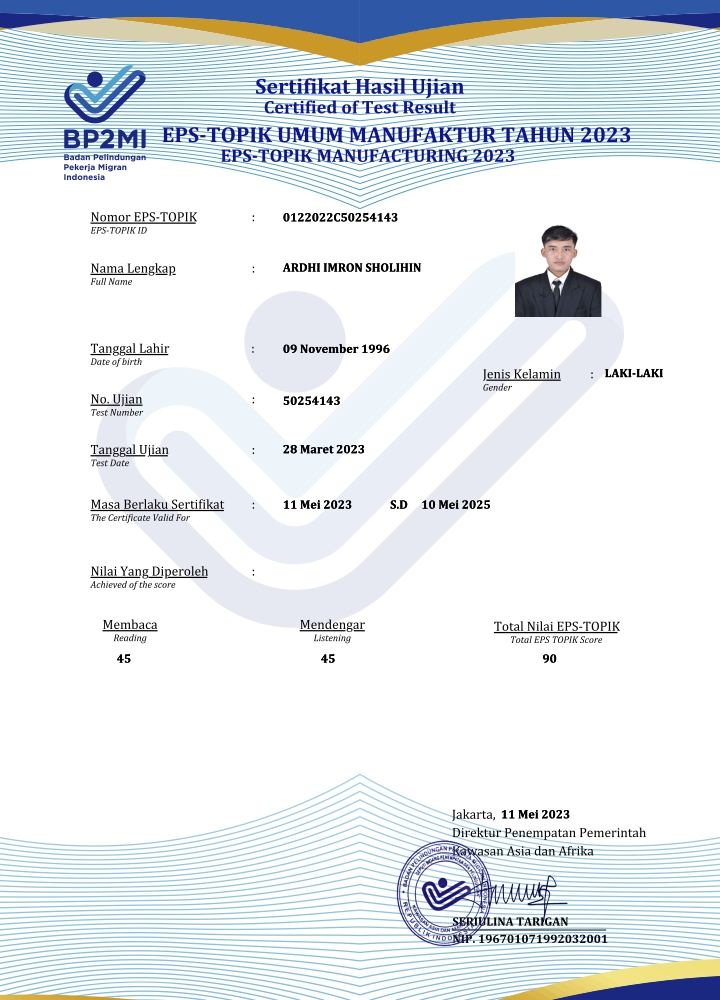 Sertifikat Hasil Ujian
Certified of Test Result
EPS-TOPIK UMUM MANUFAKTUR TAHUN 2023
EPS-TOPIK MANUFACTURING 2023
BP2MI
Badan Pelindungan
Pekerja Migran
Indonesia
Nomor EPS-TOPIK : 0122022C50254143
EPS-TOPIK ID
Nama Lengkap : ARDHI IMRON SHOLIHIN
Full Name
Tanggal Lahir : 09 November 1996
Date of birth
Jenis Kelamin : LAKI-LAKI
Gender
No. Ujian : 50254143
Test Number
Tanggal Ujian : 28 Maret 2023
Test Date
Masa Berlaku Sertifikat : 11 Mei 2023 S.D 10 Mei 2025
The Certificate Valid For
Nilai Yang Diperoleh :
Achieved of the score
Membaca Mendengar Total Nilai EPS-TOPIK
Reading Listening Total EPS TOPIK Score
45 45 90
Jakarta, 11 Mei 2023
Direktur Penempatan Pemerintah
Kawasan Asia dan Afrika
SERIULINA TARIGAN
NIP. 196701071992032001
REPUBLIK INDONESIA